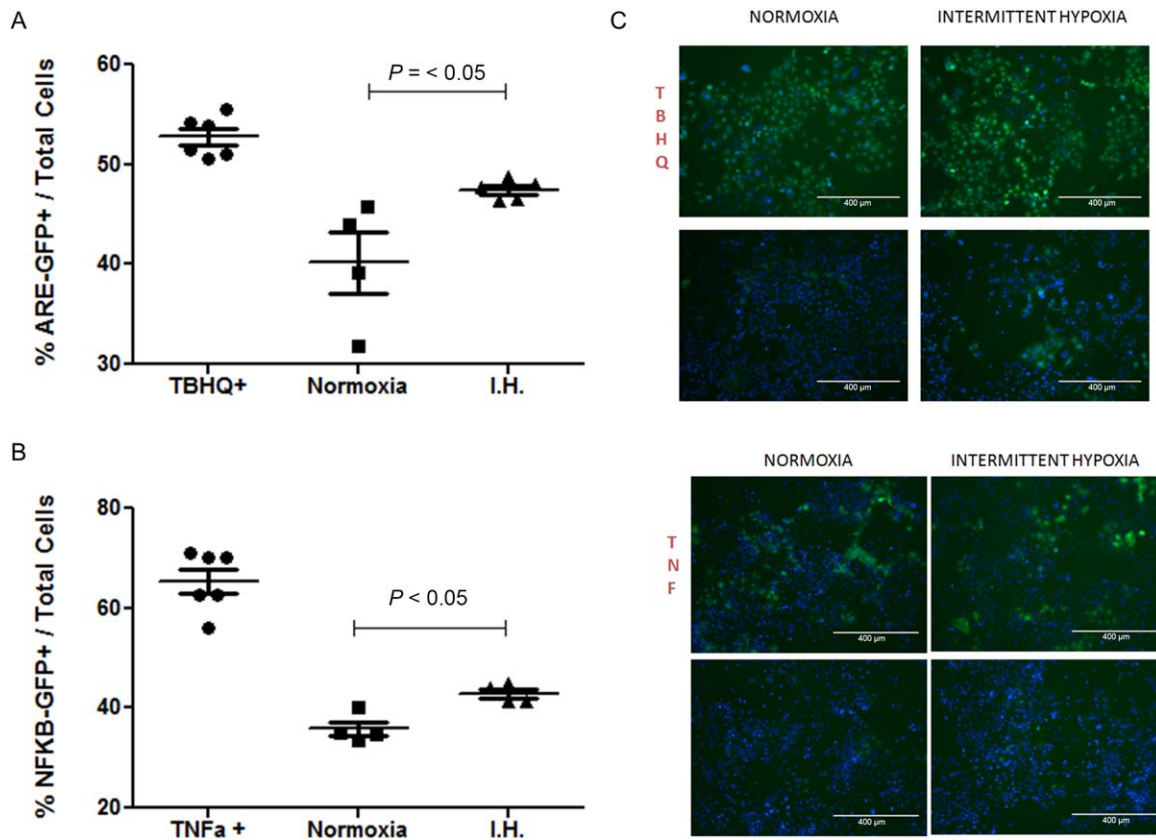 A
% ARE-GFP+ / Total Cells
60
50
40
30
P = < 0.05
TBHQ+ Normoxia I.H.
B
% NFKB-GFP+ / Total Cells
80
60
40
20
P < 0.05
TNFa + Normoxia I.H.
C
NORMOXIA INTERMITTENT HYPOXIA
T
B
H
Q
400 µm 400 µm
400 µm 400 µm
NORMOXIA INTERMITTENT HYPOXIA
T
N
F
400 µm 400 µm
400 µm 400 µm